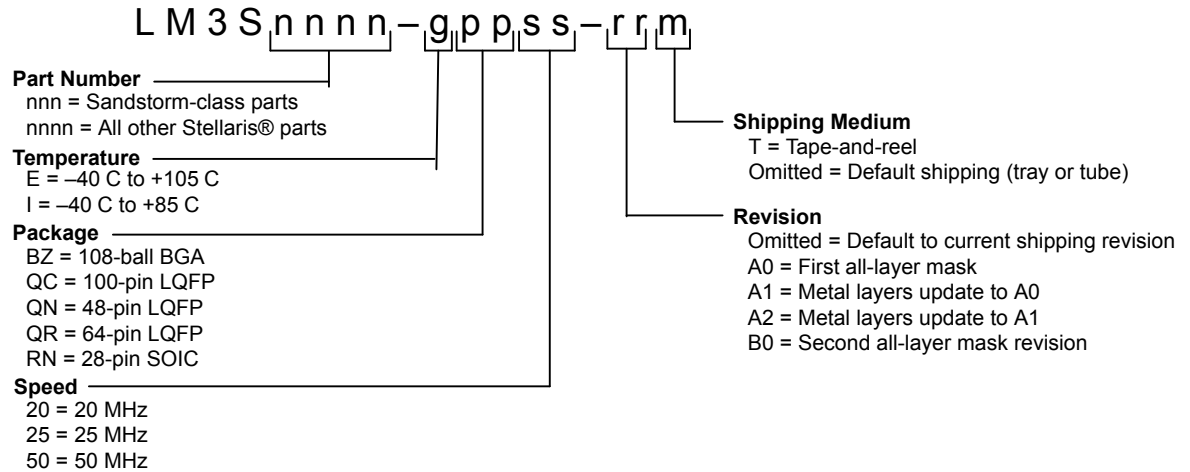 L M 3 S n n n n – g p p s s – r r m
Part Number
nnn = Sandstorm-class parts
nnnn = All other Stellaris® parts
Temperature
E = –40 C to +105 C
I = –40 C to +85 C
Package
BZ = 108-ball BGA
QC = 100-pin LQFP
QN = 48-pin LQFP
QR = 64-pin LQFP
RN = 28-pin SOIC
Speed
20 = 20 MHz
25 = 25 MHz
50 = 50 MHz
Shipping Medium
T = Tape-and-reel
Omitted = Default shipping (tray or tube)
Revision
Omitted = Default to current shipping revision
A0 = First all-layer mask
A1 = Metal layers update to A0
A2 = Metal layers update to A1
B0 = Second all-layer mask revision